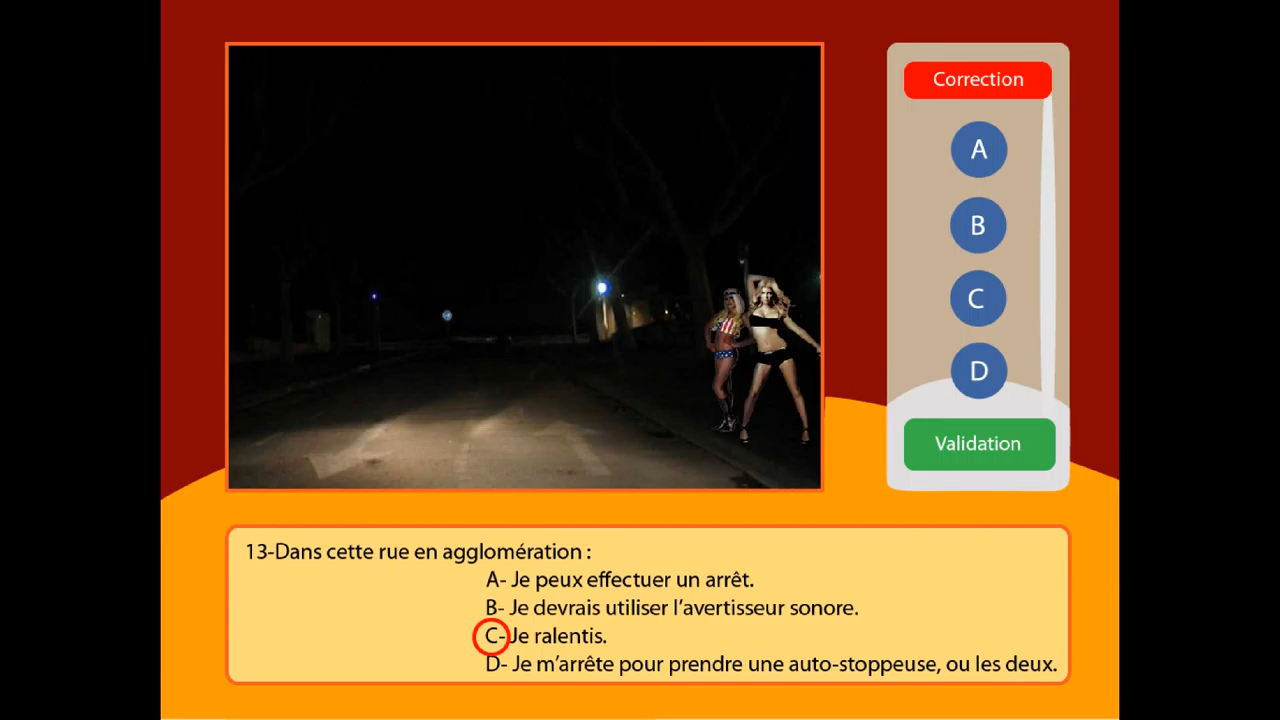 Correction
A
B
C
D
Validation
13-Dans cette rue en agglomération :
A- Je peux effectuer un arrêt.
B- Je devrais utiliser l’avertisseur sonore.
C- Je ralentis.
D- Je m’arrête pour prendre une auto-stoppeuse, ou les deux.